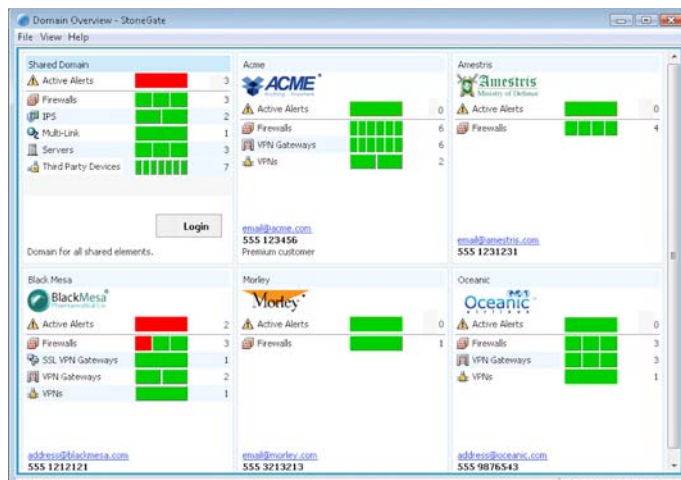 Domain Overview - StoneGate
File View Help
Shared Domain
Active Alerts 3
Firewalls 3
IPS 2
Multi-Link 1
Servers 3
Third Party Devices 7
Login
Domain for all shared elements.
Acme
ACME
Active Alerts 0
Firewalls 6
VPN Gateways 6
VPNs 2
email@acme.com
555 123456
Premium customer
Amestris
Amestris
Ministry of Defense
Active Alerts 0
Firewalls 4
email@amestris.com
555 1231231
Black Mesa
BlackMesa
Pharmaceutical Co.
Active Alerts 2
Firewalls 3
SSL VPN Gateways 1
VPN Gateways 2
VPNs 1
address@blackmesa.com
555 1212121
Morley
Morley
Active Alerts 0
Firewalls 1
email@morley.com
555 3213213
Oceanic
OCEANIC
AIRLINES
Active Alerts 0
Firewalls 3
VPN Gateways 3
VPNs 1
address@oceanic.com
555 9876543